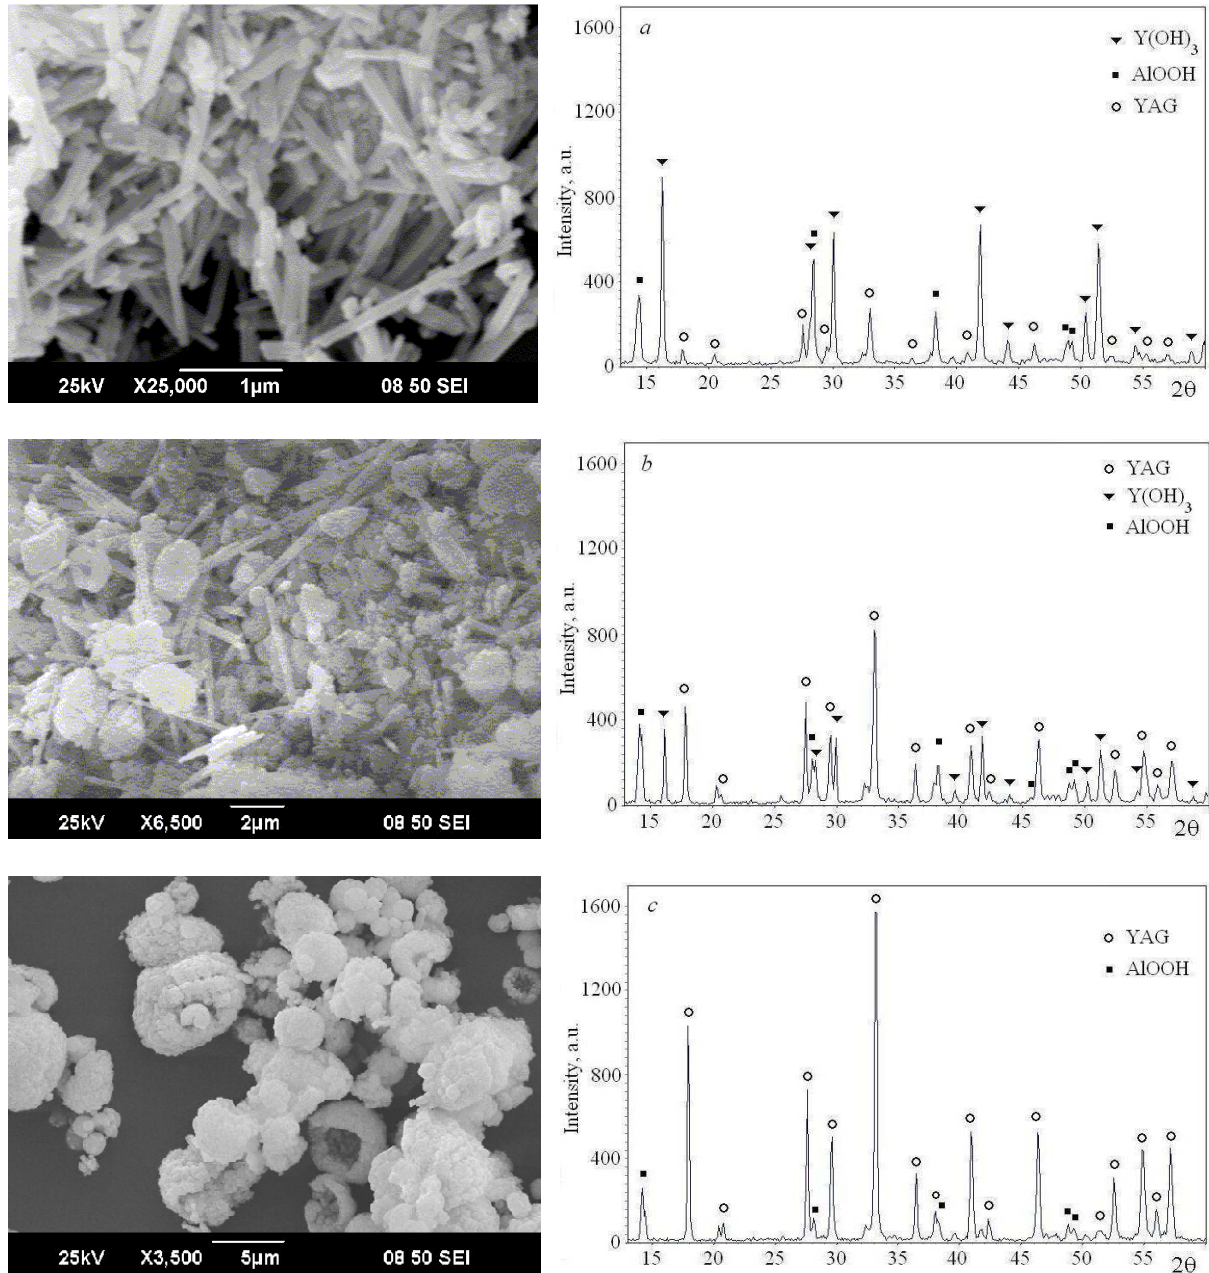 25kV X25,000 1µm 08 50 SEI
a
Y(OH)3
AlOOH
YAG
Intensity, a.u.
1600
1200
800
400
0
15 20 25 30 35 40 45 50 55 2θ
25kV X6,500 2µm 08 50 SEI
b
YAG
Y(OH)3
AlOOH
Intensity, a.u.
1600
1200
800
400
0
15 20 25 30 35 40 45 50 55 2θ
25kV X3,500 5µm 08 50 SEI
c
YAG
AlOOH
Intensity, a.u.
1600
1200
800
400
0
15 20 25 30 35 40 45 50 55 2θ